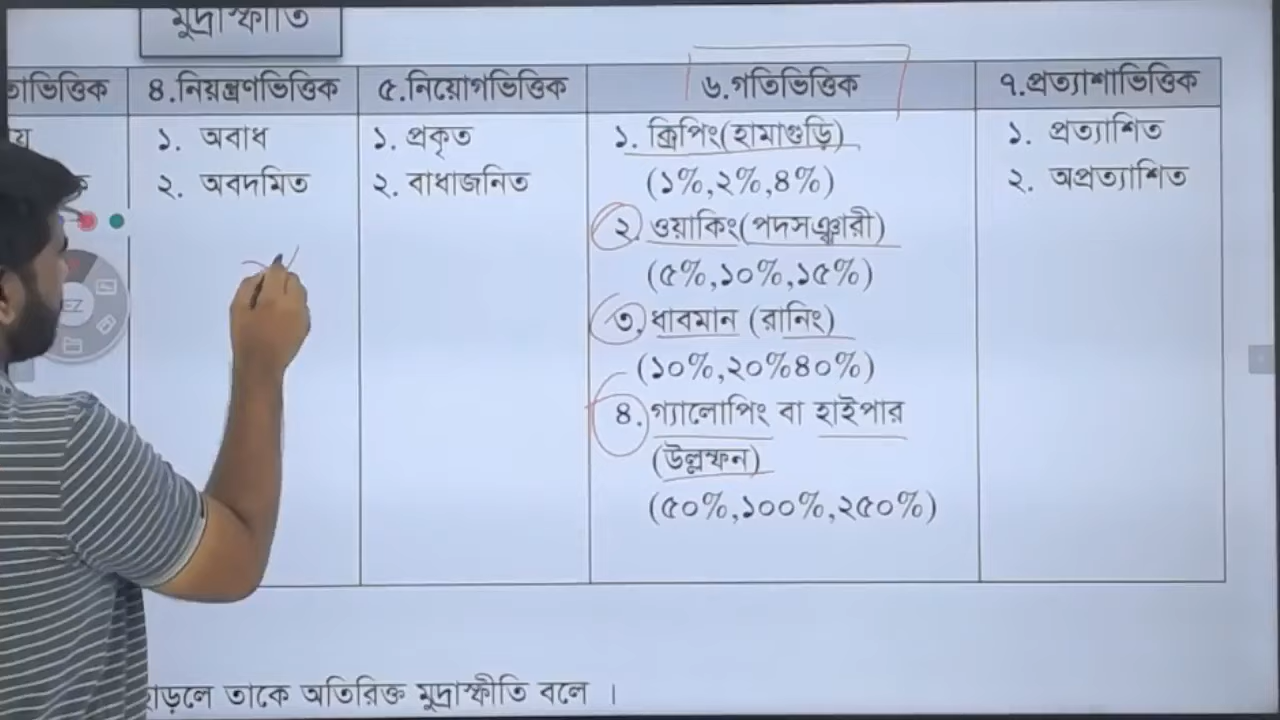 মুদ্রাস্ফীতি
৪.নিয়ন্ত্রণভিত্তিক
১. অবাধ
২. অবদমিত
৫.নিয়োগভিত্তিক
১. প্রকৃত
২. বাধাজনিত
৬.গতিভিত্তিক
১. ক্রিপিং(হামাগুড়ি)
(১%,২%,৪%)
২. ওয়াকিং(পদসঞ্চারী)
(৫%,১০%,১৫%)
৩. ধাবমান (রানিং)
(১০%,২০%৪০%)
৪. গ্যালোপিং বা হাইপার
(উল্লম্ফন)
(৫০%,১০০%,২৫০%)
৭.প্রত্যাশাভিত্তিক
১. প্রত্যাশিত
২. অপ্রত্যাশিত
তাকে অতিরিক্ত মুদ্রাস্ফীতি বলে ।